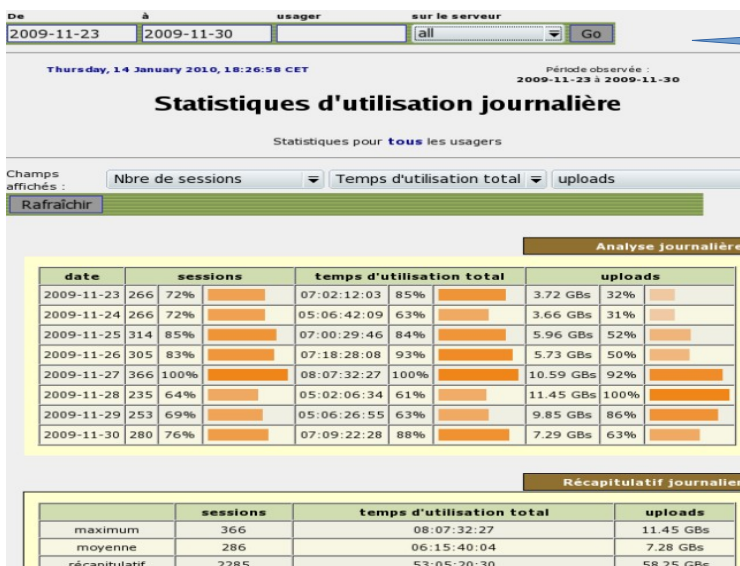 De à usager sur le serveur
2009-11-23 2009-11-30 all Go
Thursday, 14 January 2010, 18:26:58 CET
Période observée :
2009-11-23 à 2009-11-30
Statistiques d'utilisation journalière
Statistiques pour tous les usagers
Champs affichés : Nbre de sessions Temps d'utilisation total uploads
Rafraîchir
Analyse journalière
date sessions temps d'utilisation total uploads
2009-11-23 266 72% 07:02:12:03 85% 3.72 GBs 32%
2009-11-24 266 72% 05:06:42:09 63% 3.66 GBs 31%
2009-11-25 314 85% 07:00:29:46 84% 5.96 GBs 52%
2009-11-26 305 83% 07:18:28:08 93% 5.73 GBs 50%
2009-11-27 366 100% 08:07:32:27 100% 10.59 GBs 92%
2009-11-28 235 64% 05:02:06:34 61% 11.45 GBs 100%
2009-11-29 253 69% 05:06:26:55 63% 9.85 GBs 86%
2009-11-30 280 76% 07:09:22:28 88% 7.29 GBs 63%
Récapitulatif journalier
sessions temps d'utilisation total uploads
maximum 366 08:07:32:27 11.45 GBs
moyenne 286 06:15:40:04 7.28 GBs
récapitulatif 2285 53:05:20:30 58.25 GBs